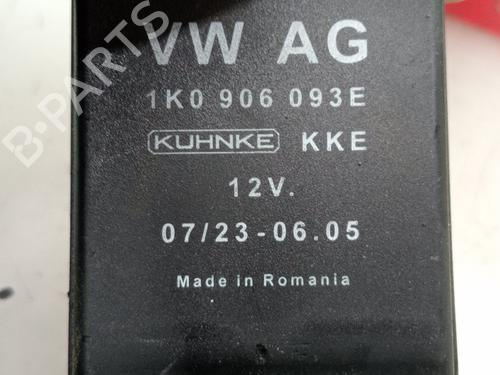 VW AG
1K0 906 093E
KUHNKE KKE
12V.
07/23-06.05
Made in Romania
B-PARTS